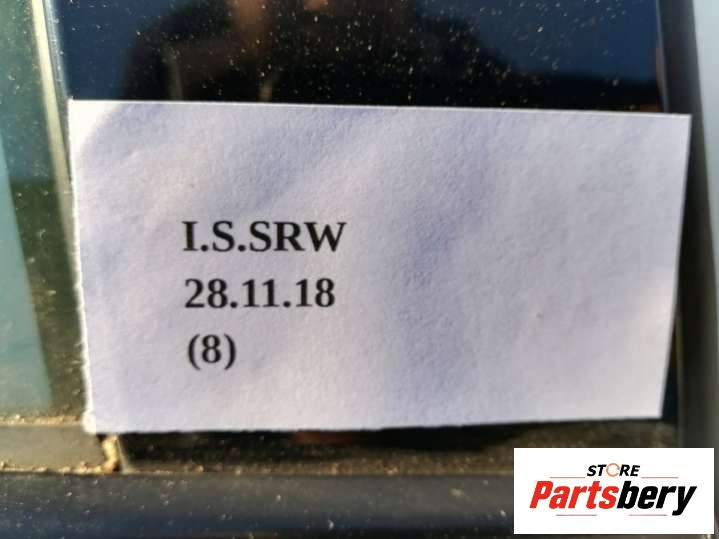 I.S.SRW
28.11.18
(8)
STORE
Partsbery